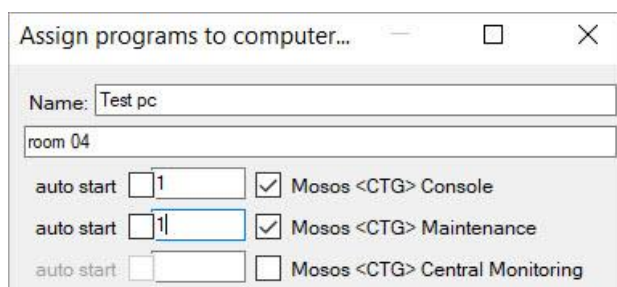 Assign programs to computer...
Name: Test pc
room 04
auto start 1 Mosos <CTG> Console
auto start 1 Mosos <CTG> Maintenance
auto start Mosos <CTG> Central Monitoring